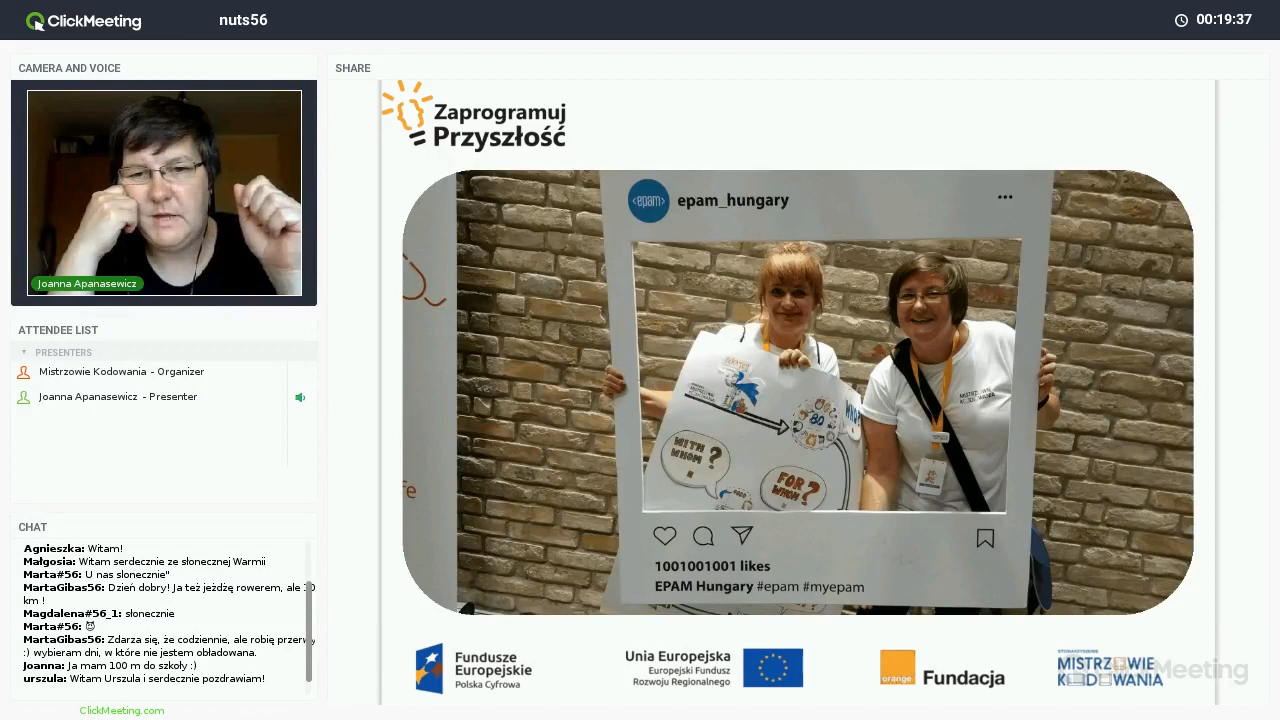 ClickMeeting
nuts56
00:19:37
CAMERA AND VOICE
Joanna Apanasewicz
ATTENDEE LIST
PRESENTERS
Mistrzowie Kodowania - Organizer
Joanna Apanasewicz - Presenter
CHAT
Agnieszka: Witam!
Małgosia: Witam serdecznie ze słonecznej Warmii
Marta#56: U nas słonecznie"
MartaGibas56: Dzień dobry! Ja też jeżdżę rowerem, ale 10
km !
Magdalena#56_1: słonecznie
Marta#56: 😈
MartaGibas56: Zdarza się, że codziennie, ale robię przerwy
:) wybieram dni, w które nie jestem obładowana.
Joanna: Ja mam 100 m do szkoły :)
urszula: Witam Urszula i serdecznie pozdrawiam!
ClickMeeting.com
SHARE
Zaprogramuj
Przyszłość
<epam> epam_hungary
...
MISTRZOWIE
KODOWANIA
80
WITH
WHOM?
FOR
WHOM?
1001001001 likes
EPAM Hungary #epam #myepam
Fundusze
Europejskie
Polska Cyfrowa
Unia Europejska
Europejski Fundusz
Rozwoju Regionalnego
orange
Fundacja
STOWARZYSZENIE
MISTRZOWIE
KODOWANIA
ClickMeeting